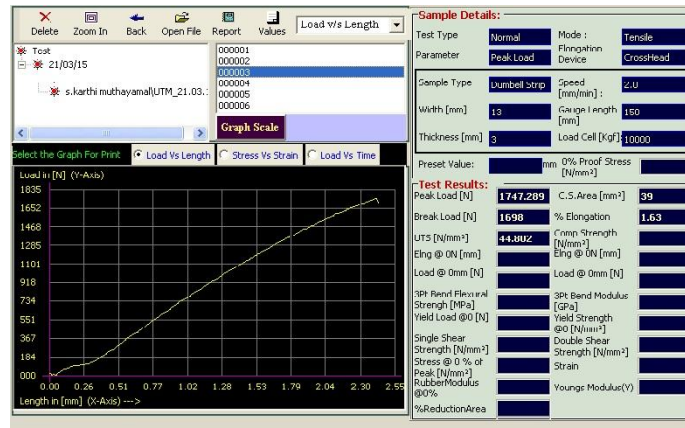 Delete Zoom In Back Open File Report Values Load v/s Length
Test
21/03/15
s.karthi muthayamal\UTM_21.03.
000001
000002
000003
000004
000005
000006
Graph Scale
Select the Graph For Print Load Vs Length Stress Vs Strain Load Vs Time
Load in [N] (Y-Axis)
1835
1652
1468
1285
1101
918
734
551
367
184
000
0.00 0.26 0.51 0.77 1.02 1.28 1.53 1.79 2.04 2.30 2.55
Length in [mm] (X-Axis) --->
Sample Details:
Test Type Normal Mode : Tensile
Parameter Peak Load Elongation Device CrossHead
Sample Type Dumbell Strip Speed [mm/min] : 2.0
Width [mm] 13 Gauge Length [mm] 150
Thickness [mm] 3 Load Cell [Kgf]: 10000
Preset Value: mm 0% Proof Stress [N/mm²]
Test Results:
Peak Load [N] 1747.289 C.S.Area [mm²] 39
Break Load [N] 1698 % Elongation 1.63
UTS [N/mm²] 44.802 Comp Strength [N/mm²]
Elng @ 0N [mm] Elng @ 0N [mm]
Load @ 0mm [N] Load @ 0mm [N]
3Pt Bend Flexural Strengh [MPa] 3Pt Bend Modulus [GPa]
Yield Load @0 [N] Yield Strength @0 [N/mm²]
Single Shear Strength [N/mm²] Double Shear Strength [N/mm²]
Stress @ 0 % of Peak [N/mm²] Strain
RubberModulus @0% Youngs Modulus(Y)
%ReductionArea